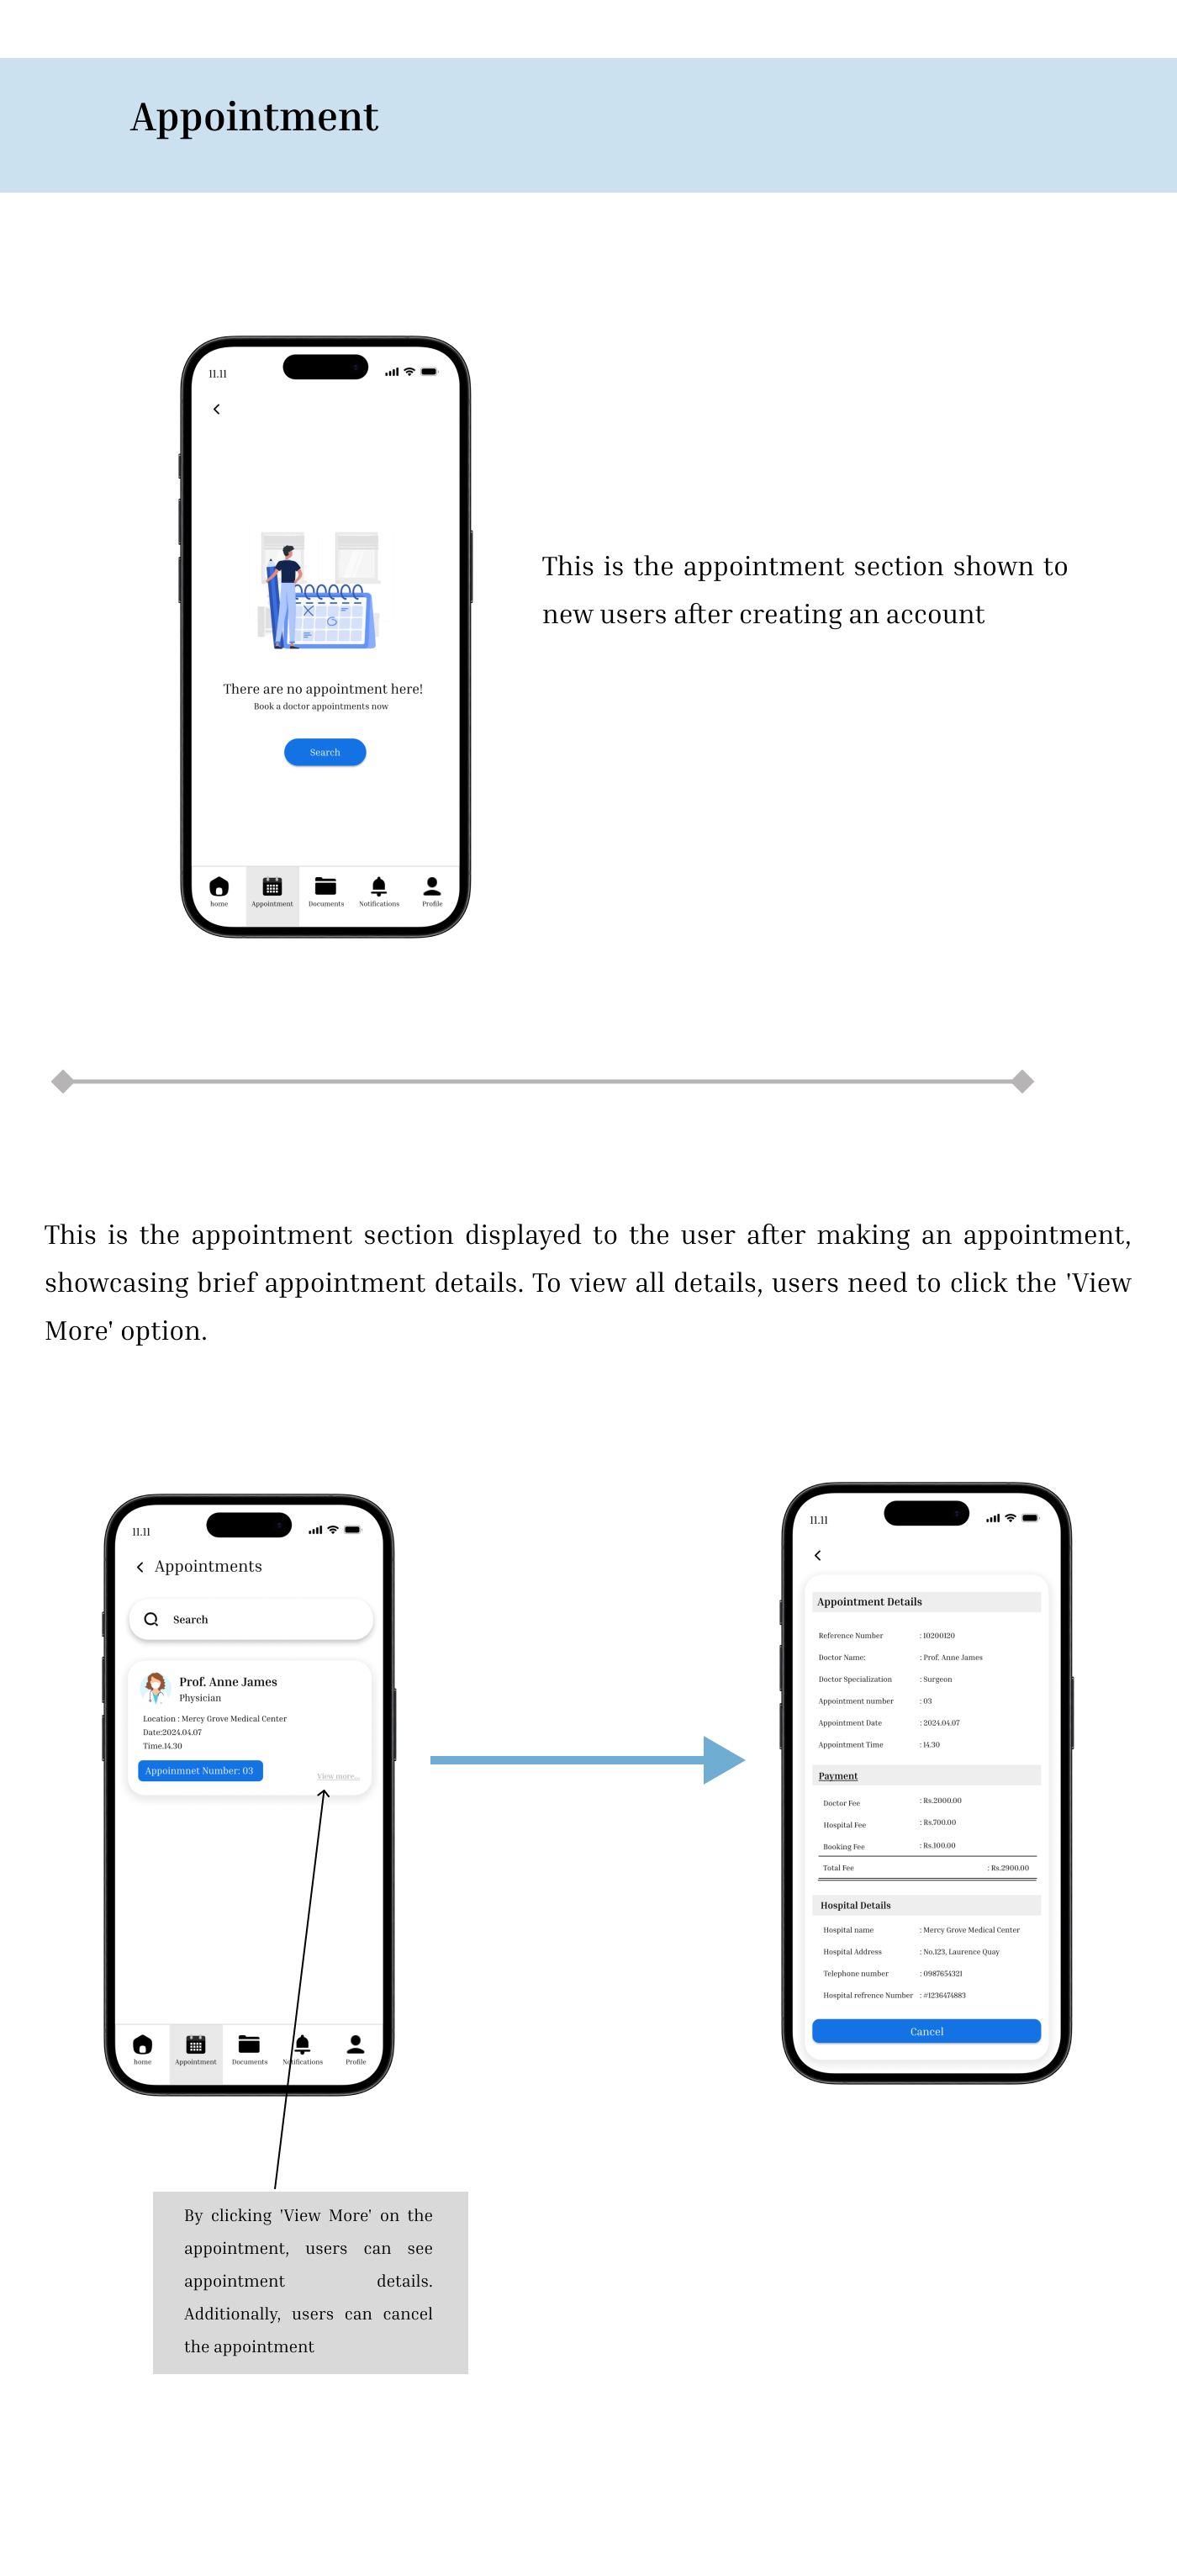 Appointment
11.11
This is the appointment section shown to
new users after creating an account
There are no appointment here!
Book a doctor appointments now
Search
home Appointment Documents Notifications Profile
This is the appointment section displayed to the user after making an appointment,
showcasing brief appointment details. To view all details, users need to click the 'View
More' option.
11.11
Appointments
Search
Prof. Anne James
Physician
Location : Mercy Grove Medical Center
Date:2024.04.07
Time.14.30
Appoinmnet Number: 03
View more...
home Appointment Documents Notifications Profile
11.11
Appointment Details
Reference Number : 10200120
Doctor Name: : Prof. Anne James
Doctor Specialization : Surgeon
Appointment number : 03
Appointment Date : 2024.04.07
Appointment Time : 14.30
Payment
Doctor Fee : Rs.2000.00
Hospital Fee : Rs.700.00
Booking Fee : Rs.100.00
Total Fee : Rs.2900.00
Hospital Details
Hospital name : Mercy Grove Medical Center
Hospital Address : No.123, Laurence Quay
Telephone number : 0987654321
Hospital refrence Number : #1236474883
Cancel
By clicking 'View More' on the
appointment, users can see
appointment details.
Additionally, users can cancel
the appointment